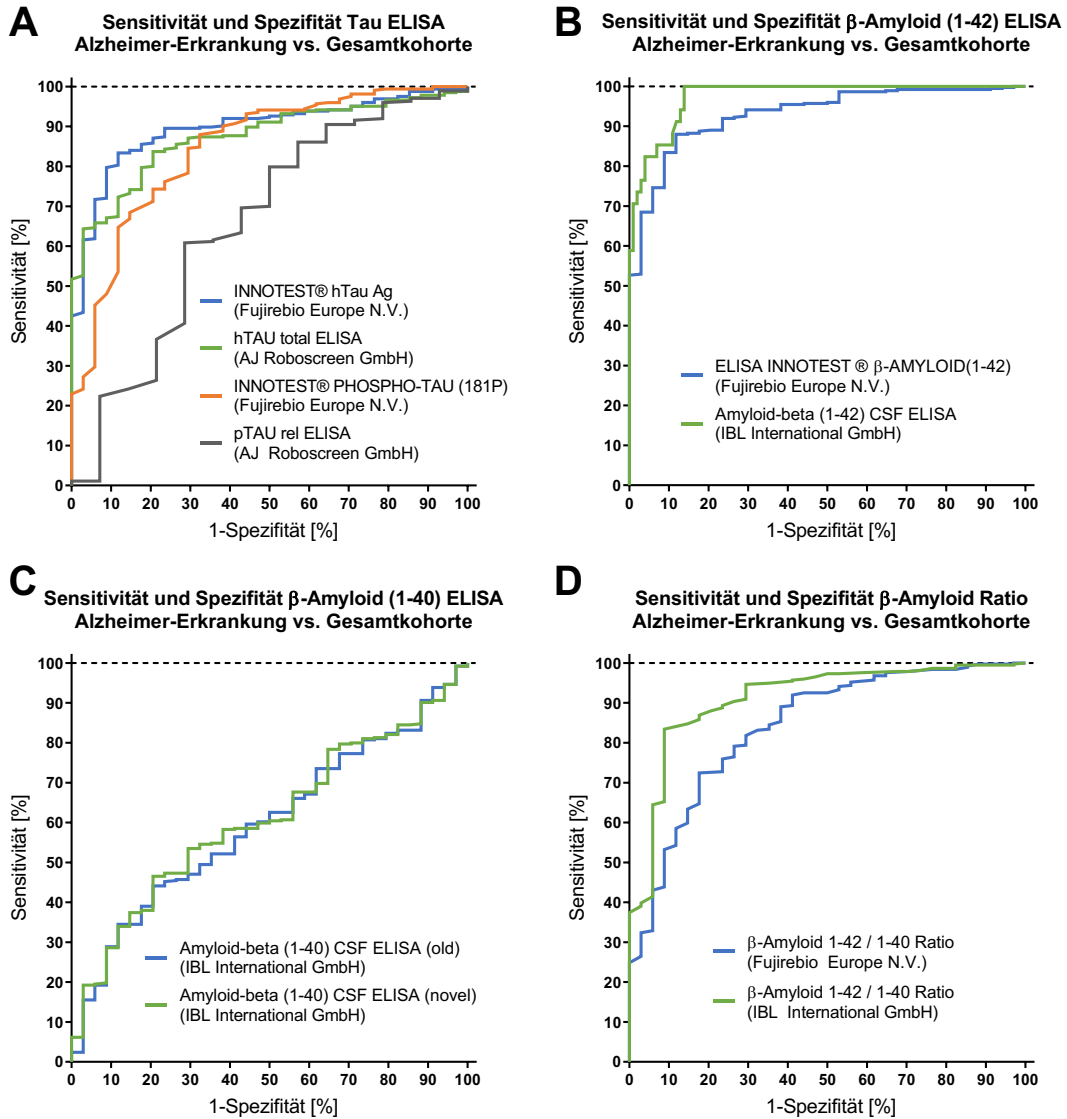 A
Sensitivität und Spezifität Tau ELISA
Alzheimer-Erkrankung vs. Gesamtkohorte
100
90
80
70
60
50
40
30
20
10
0
Sensitivität [%]
INNOTEST® hTau Ag
(Fujirebio Europe N.V.)
hTAU total ELISA
(AJ Roboscreen GmbH)
INNOTEST® PHOSPHO-TAU (181P)
(Fujirebio Europe N.V.)
pTAU rel ELISA
(AJ Roboscreen GmbH)
0 10 20 30 40 50 60 70 80 90 100
1-Spezifität [%]
B
Sensitivität und Spezifität β-Amyloid (1-42) ELISA
Alzheimer-Erkrankung vs. Gesamtkohorte
100
90
80
70
60
50
40
30
20
10
0
Sensitivität [%]
ELISA INNOTEST ® β-AMYLOID(1-42)
(Fujirebio Europe N.V.)
Amyloid-beta (1-42) CSF ELISA
(IBL International GmbH)
0 10 20 30 40 50 60 70 80 90 100
1-Spezifität [%]
C
Sensitivität und Spezifität β-Amyloid (1-40) ELISA
Alzheimer-Erkrankung vs. Gesamtkohorte
100
90
80
70
60
50
40
30
20
10
0
Sensitivität [%]
Amyloid-beta (1-40) CSF ELISA (old)
(IBL International GmbH)
Amyloid-beta (1-40) CSF ELISA (novel)
(IBL International GmbH)
0 10 20 30 40 50 60 70 80 90 100
1-Spezifität [%]
D
Sensitivität und Spezifität β-Amyloid Ratio
Alzheimer-Erkrankung vs. Gesamtkohorte
100
90
80
70
60
50
40
30
20
10
0
Sensitivität [%]
β-Amyloid 1-42 / 1-40 Ratio
(Fujirebio Europe N.V.)
β-Amyloid 1-42 / 1-40 Ratio
(IBL International GmbH)
0 10 20 30 40 50 60 70 80 90 100
1-Spezifität [%]